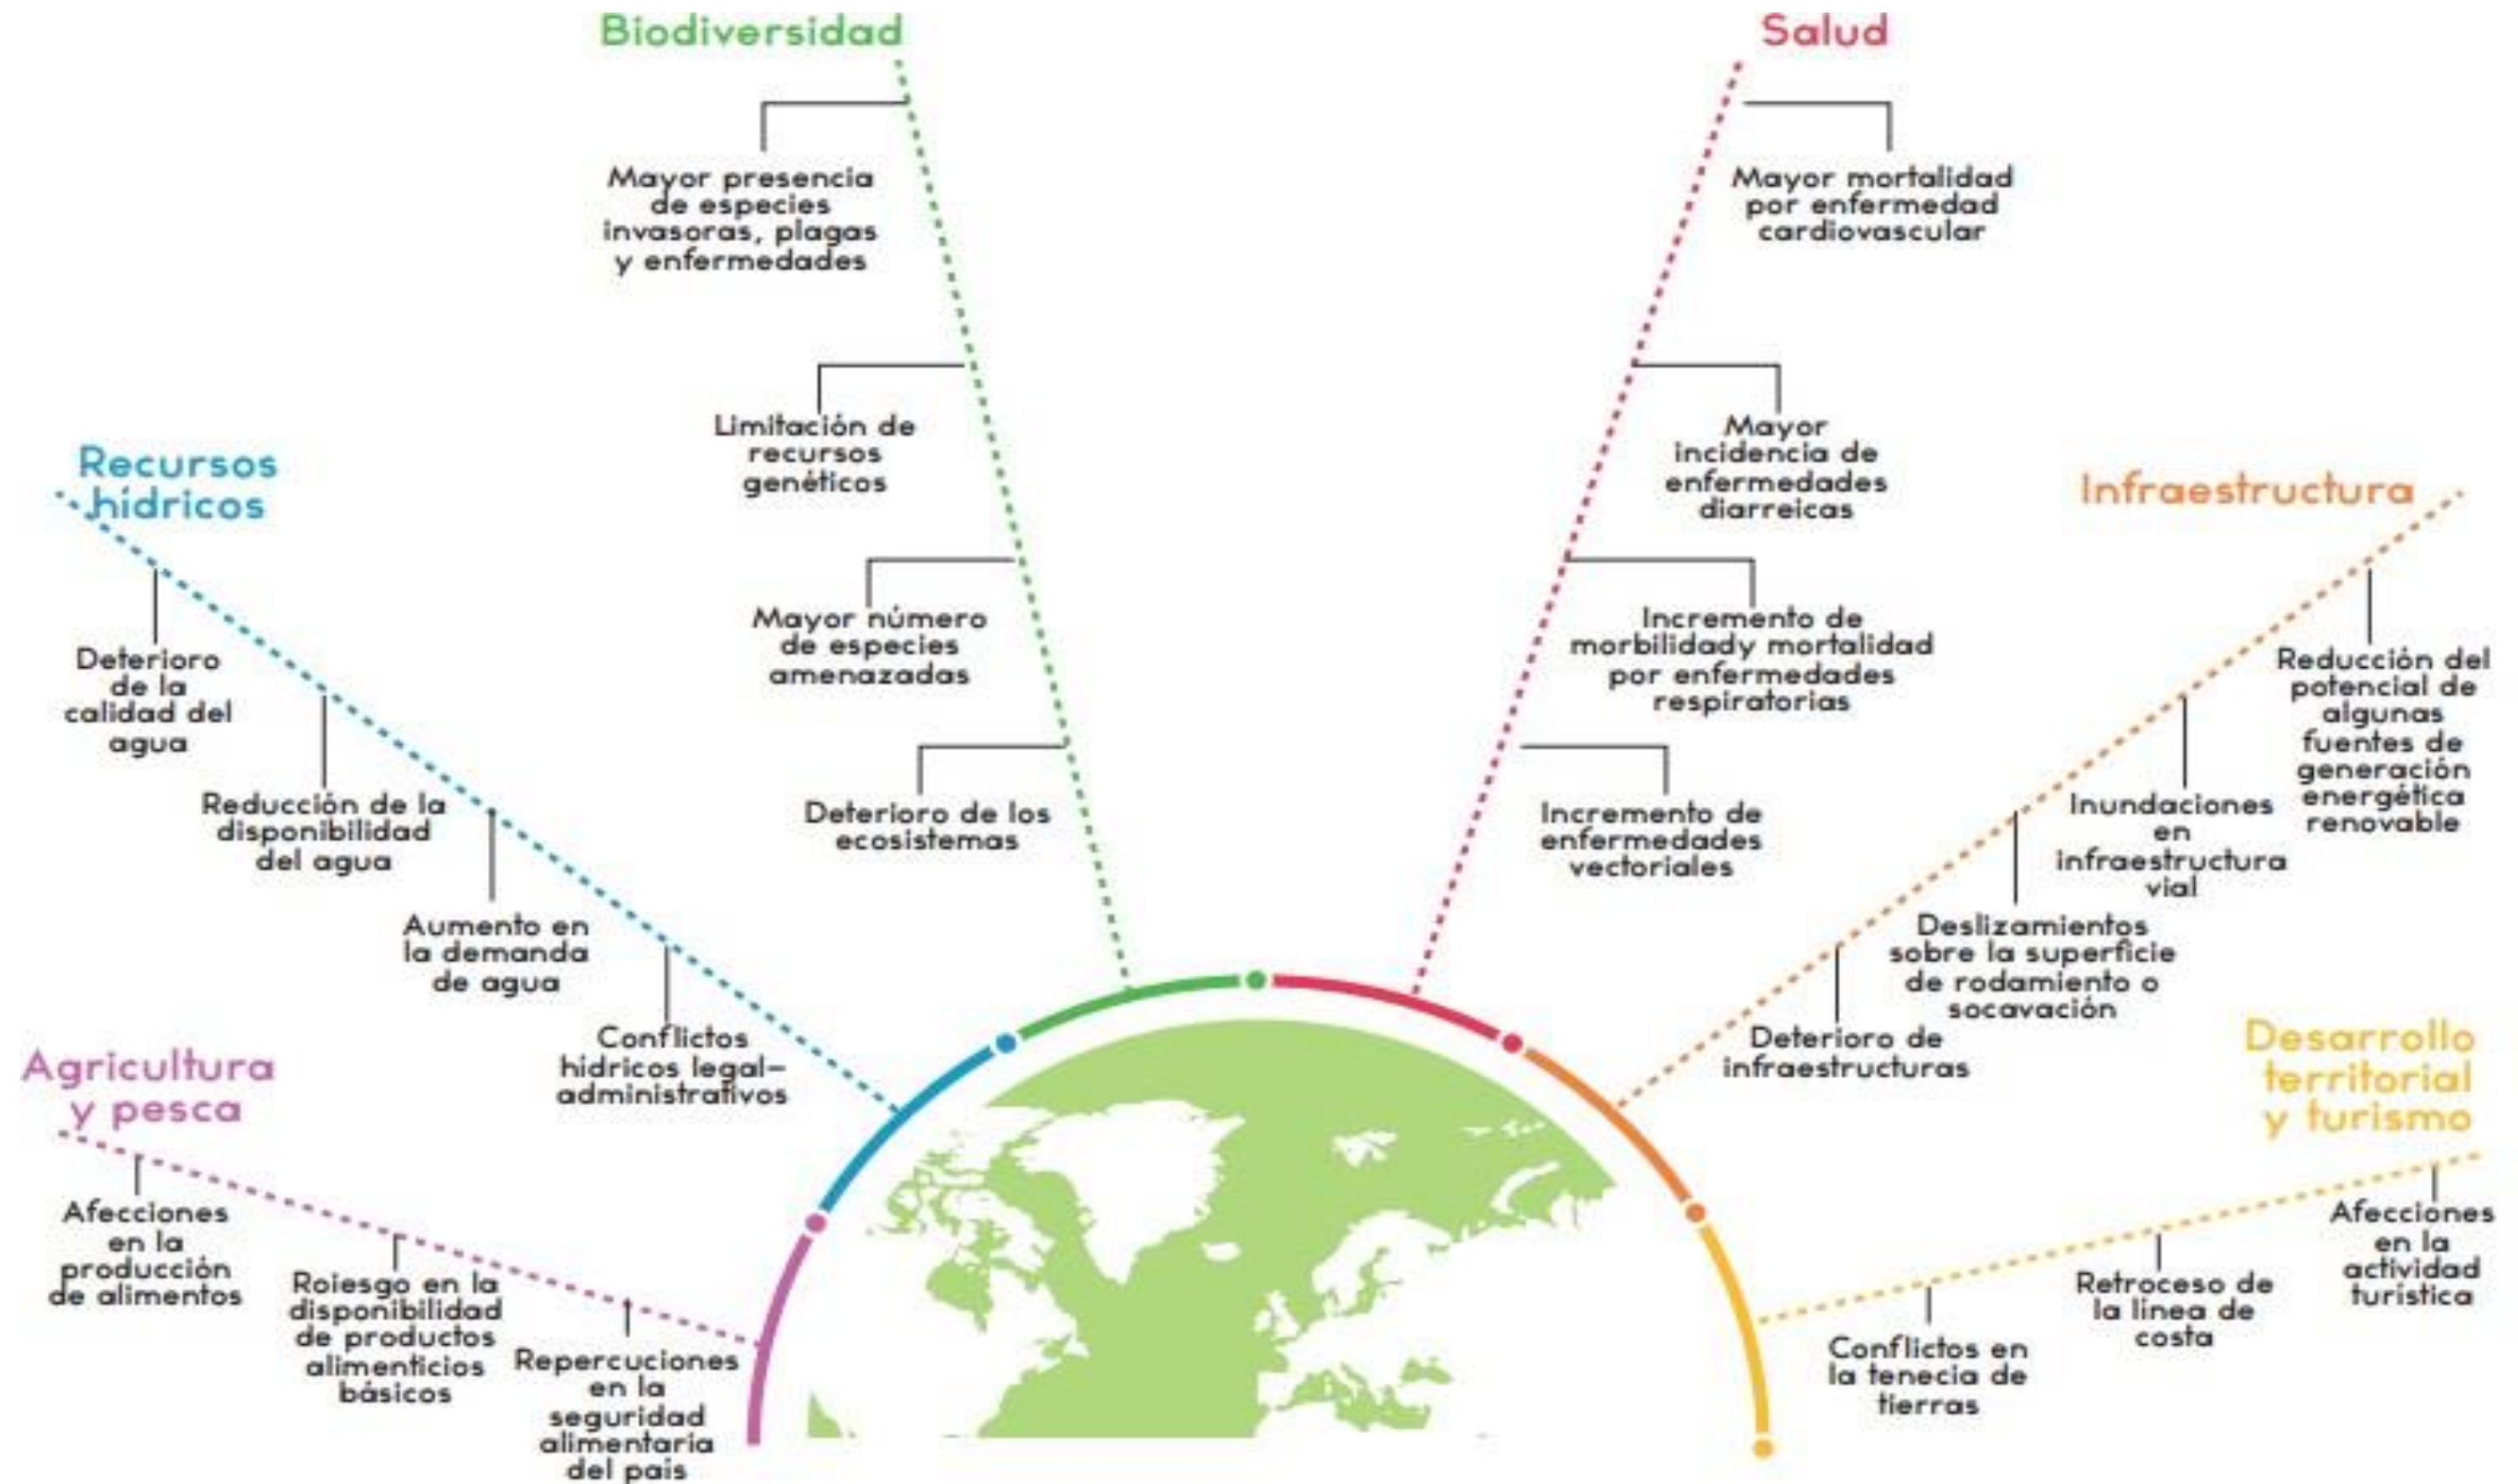 Biodiversidad
Mayor presencia
de especies
invasoras, plagas
y enfermedades
Limitación de
recursos
genéticos
Mayor número
de especies
amenazadas
Deterioro de los
ecosistemas
Salud
Mayor mortalidad
por enfermedad
cardiovascular
Mayor
incidencia de
enfermedades
diarreicas
Incremento de
morbilidady mortalidad
por enfermedades
respiratorias
Incremento de
enfermedades
vectoriales
Recursos
hídricos
Deterioro
de la
calidad del
agua
Reducción de la
disponibilidad
del agua
Aumento en
la demanda
de agua
Conflictos
hídricos legal-
administrativos
Infraestructura
Reducción del
potencial de
algunas
fuentes de
generación
energética
renovable
Inundaciones
en
infraestructura
vial
Deslizamientos
sobre la superficie
de rodamiento o
socavación
Deterioro de
infraestructuras
Agricultura
y pesca
Afecciones
en la
producción
de alimentos
Roiesgo en la
disponibilidad
de productos
alimenticios
básicos
Repercuciones
en la
seguridad
alimentaria
del país
Desarrollo
territorial
y turismo
Afecciones
en la
actividad
turística
Retroceso de
la línea de
costa
Conflictos en
la tenecia de
tierras